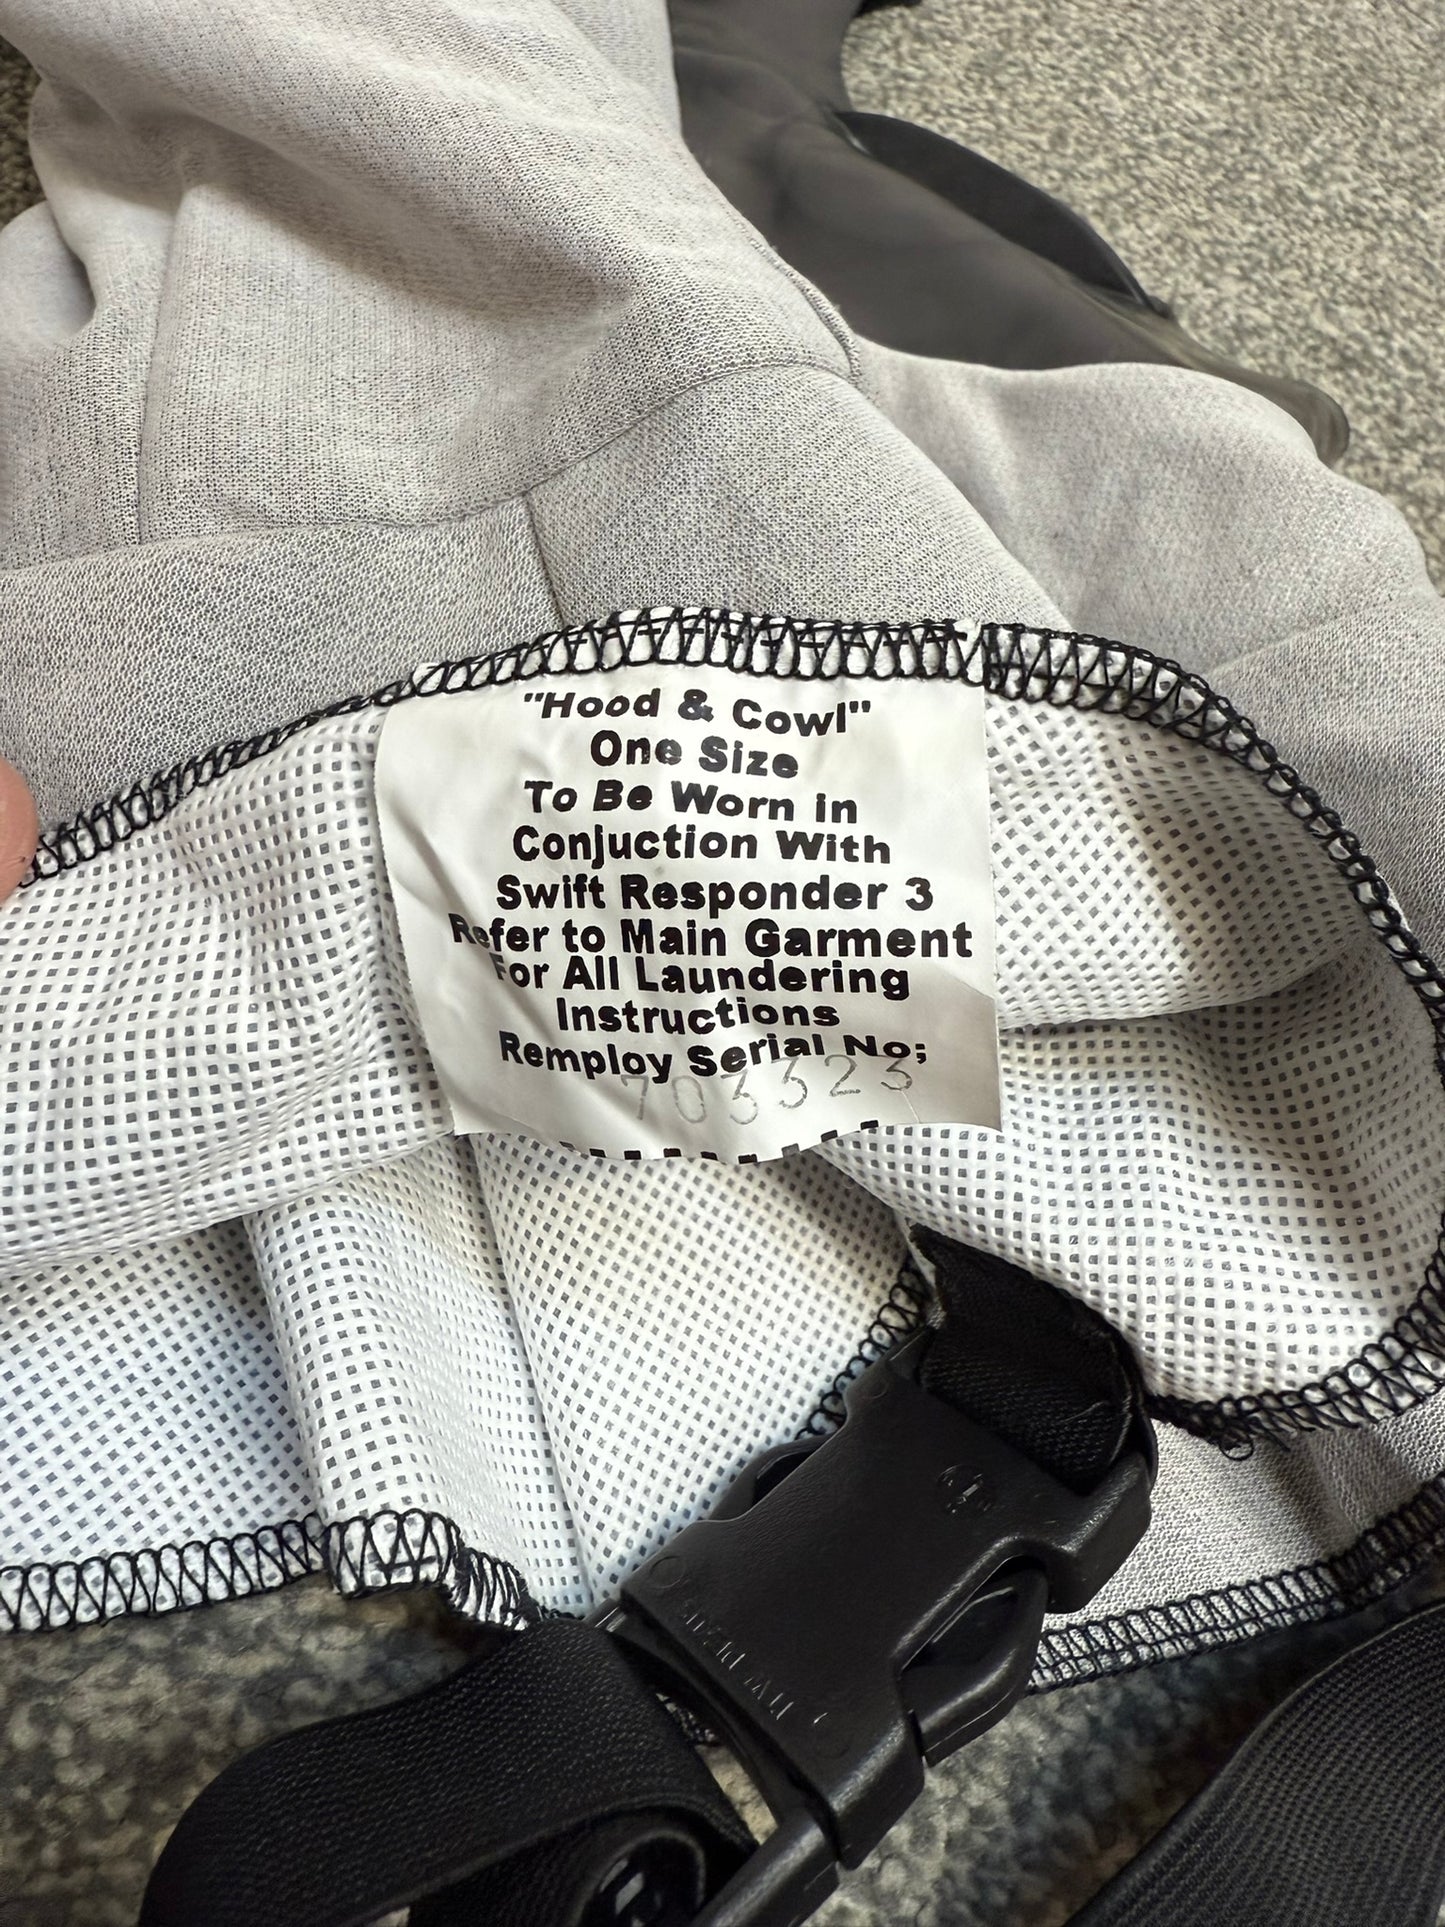 "Hood & Cowl"
One Size
To Be Worn in
Conjuction With
Swift Responder 3
Refer to Main Garment
For All Laundering
Instructions
Remploy Serial No;
703323